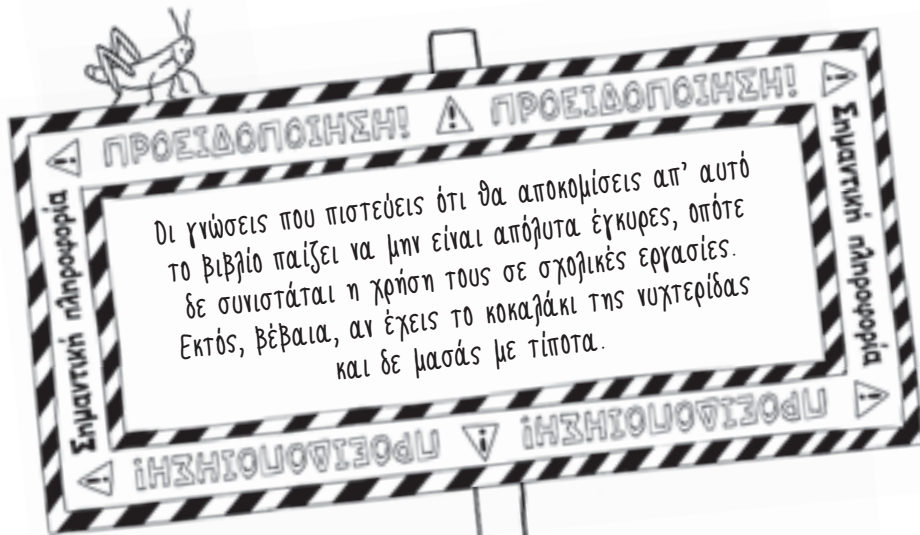 ΠΡΟΕΙΔΟΠΟΙΗΣΗ! ΠΡΟΕΙΔΟΠΟΙΗΣΗ!
Σημαντική πληροφορία
Οι γνώσεις που πιστεύεις ότι θα αποκομίσεις απ' αυτό
το βιβλίο παίζει να μην είναι απόλυτα έγκυρες, οπότε
δε συνιστάται η χρήση τους σε σχολικές εργασίες.
Εκτός, βέβαια, αν έχεις το κοκαλάκι της νυχτερίδας
και δε μασάς με τίποτα.
Σημαντική πληροφορία
ΠΡΟΕΙΔΟΠΟΙΗΣΗ! ΠΡΟΕΙΔΟΠΟΙΗΣΗ!